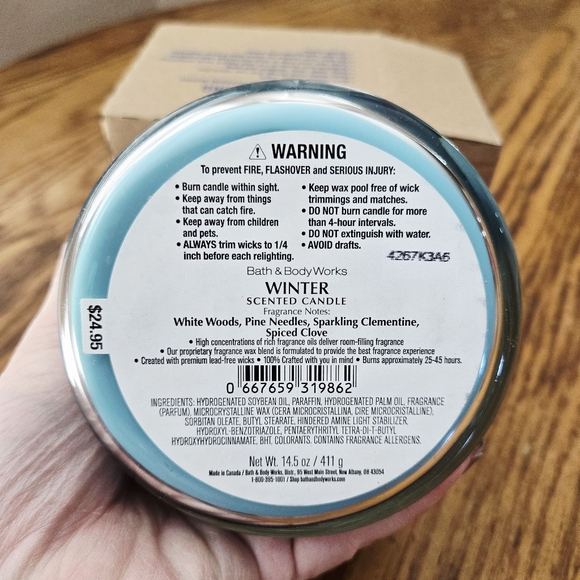 ⚠ WARNING
To prevent FIRE, FLASHOVER and SERIOUS INJURY:
• Burn candle within sight.
• Keep away from things
that can catch fire.
• Keep away from children
and pets.
• ALWAYS trim wicks to 1/4
inch before each relighting.
• Keep wax pool free of wick
trimmings and matches.
• DO NOT burn candle for more
than 4-hour intervals.
• DO NOT extinguish with water.
• AVOID drafts.
4267K3A6
Bath & Body Works
WINTER
SCENTED CANDLE
Fragrance Notes:
White Woods, Pine Needles, Sparkling Clementine,
Spiced Clove
• High concentrations of rich fragrance oils deliver room-filling fragrance
• Our proprietary fragrance wax blend is formulated to provide the best fragrance experience
• Created with premium lead-free wicks • 100% Crafted with you in mind • Burns approximately 25-45 hours.
0 667659 319862
INGREDIENTS: HYDROGENATED SOYBEAN OIL, PARAFFIN, HYDROGENATED PALM OIL, FRAGRANCE
(PARFUM), MICROCRYSTALLINE WAX (CERA MICROCRISTALLINA, CIRE MICROCRISTALLINE),
SORBITAN OLEATE, BUTYL STEARATE, HINDERED AMINE LIGHT STABILIZER,
HYDROXYL-BENZOTRIAZOLE, PENTAERYTHRITYL TETRA-DI-T-BUTYL
HYDROXYHYDROCINNAMATE, BHT, COLORANTS. CONTAINS FRAGRANCE ALLERGENS.
Net Wt. 14.5 oz / 411 g
Made in Canada / Bath & Body Works, Distr., 95 West Main Street, New Albany, OH 43054
1-800-395-1001 / Shop bathandbodyworks.com
$24.95